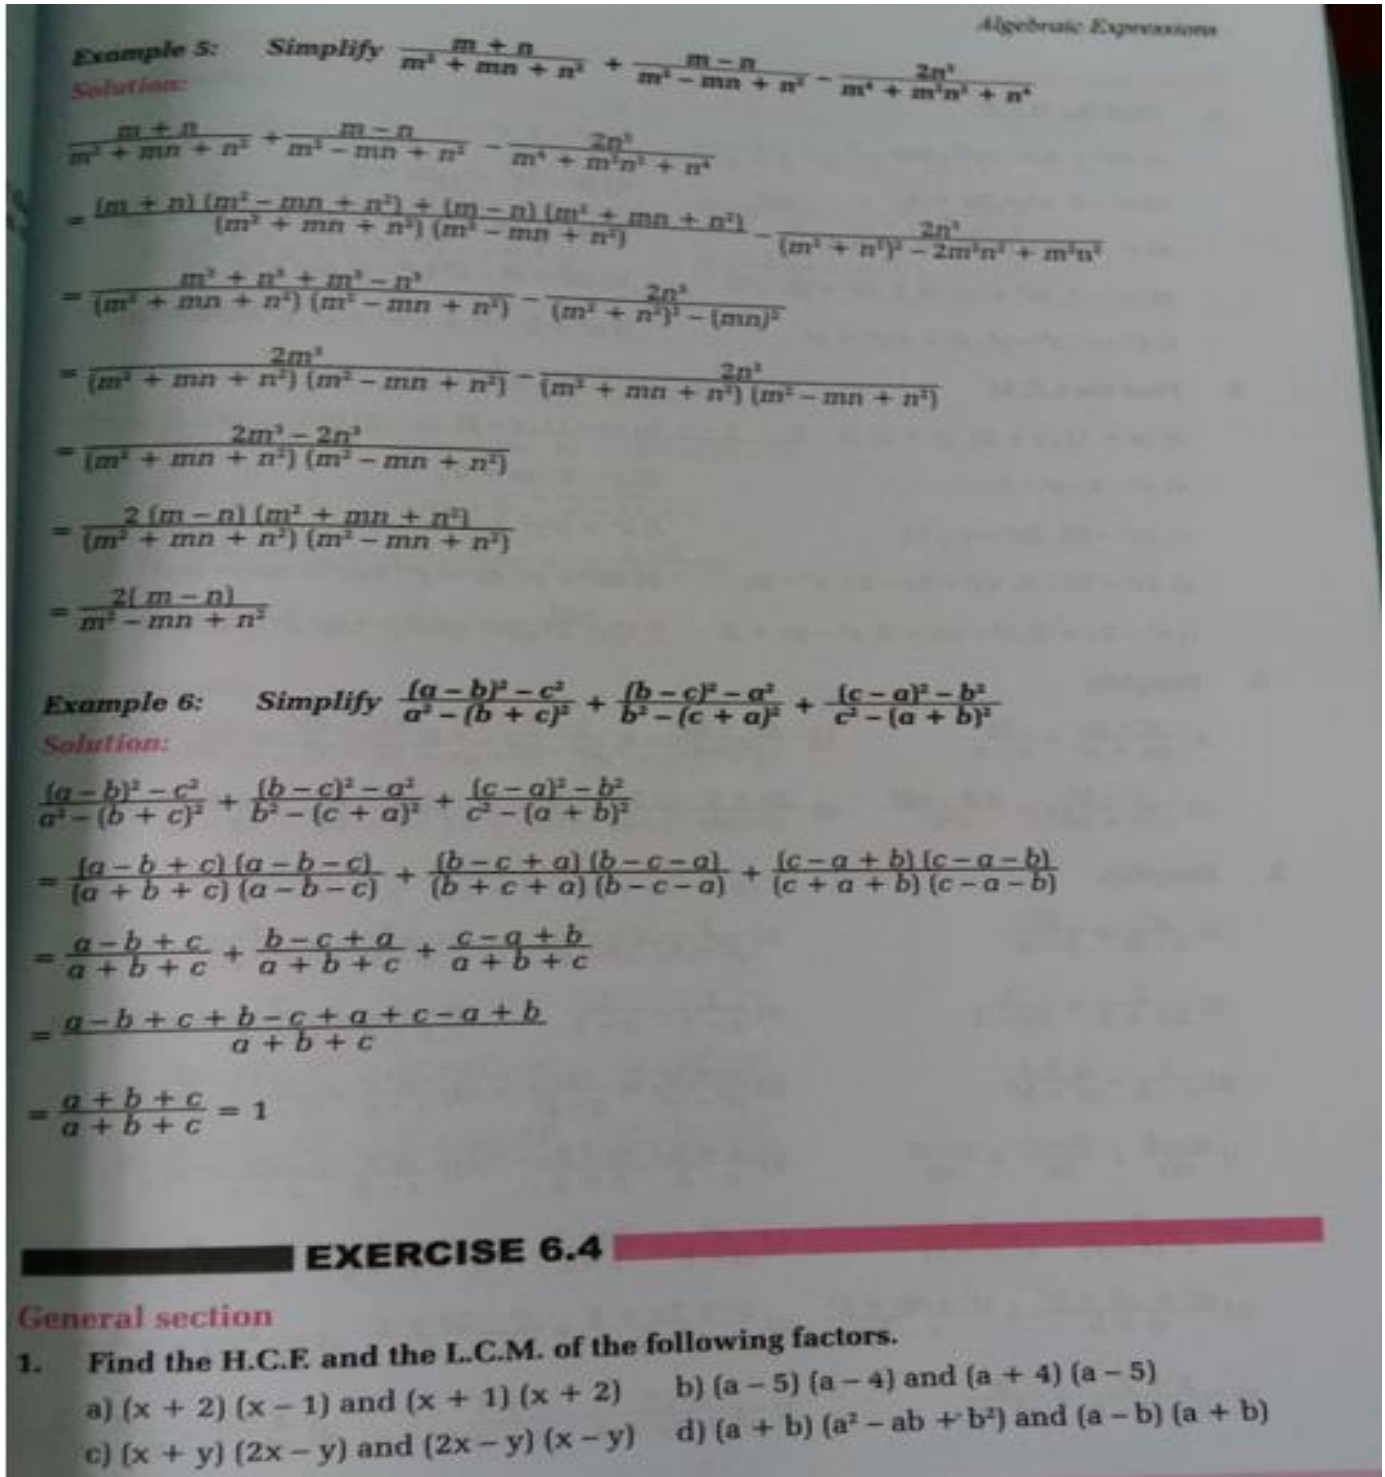 Algebraic Expressions
Example 5: Simplify (m + n)/(m² + mn + n²) + (m – n)/(m² – mn + n²) – 2n³/(m⁴ + m²n² + n⁴)
Solution:
(m + n)/(m² + mn + n²) + (m – n)/(m² – mn + n²) – 2n³/(m⁴ + m²n² + n⁴)
= ((m + n) (m² – mn + n²) + (m – n) (m² + mn + n²))/((m² + mn + n²) (m² – mn + n²)) – 2n³/((m² + n²)² – 2m²n² + m²n²)
= (m³ + n³ + m³ – n³)/((m² + mn + n²) (m² – mn + n²)) – 2n³/((m² + n²)² – (mn)²)
= 2m³/((m² + mn + n²) (m² – mn + n²)) – 2n³/((m² + mn + n²) (m² – mn + n²))
= (2m³ – 2n³)/((m² + mn + n²) (m² – mn + n²))
= 2 (m – n) (m² + mn + n²)/((m² + mn + n²) (m² – mn + n²))
= 2( m – n)/(m² – mn + n²)
Example 6: Simplify ((a – b)² – c²)/(a² – (b + c)²) + ((b – c)² – a²)/(b² – (c + a)²) + ((c – a)² – b²)/(c² – (a + b)²)
Solution:
((a – b)² – c²)/(a² – (b + c)²) + ((b – c)² – a²)/(b² – (c + a)²) + ((c – a)² – b²)/(c² – (a + b)²)
= (a – b + c) (a – b – c)/((a + b + c) (a – b – c)) + (b – c + a) (b – c – a)/((b + c + a) (b – c – a)) + (c – a + b) (c – a – b)/((c + a + b) (c – a – b))
= (a – b + c)/(a + b + c) + (b – c + a)/(a + b + c) + (c – a + b)/(a + b + c)
= (a – b + c + b – c + a + c – a + b)/(a + b + c)
= (a + b + c)/(a + b + c) = 1
EXERCISE 6.4
General section
1. Find the H.C.F. and the L.C.M. of the following factors.
a) (x + 2) (x – 1) and (x + 1) (x + 2) b) (a – 5) (a – 4) and (a + 4) (a – 5)
c) (x + y) (2x – y) and (2x – y) (x – y) d) (a + b) (a² – ab + b²) and (a – b) (a + b)